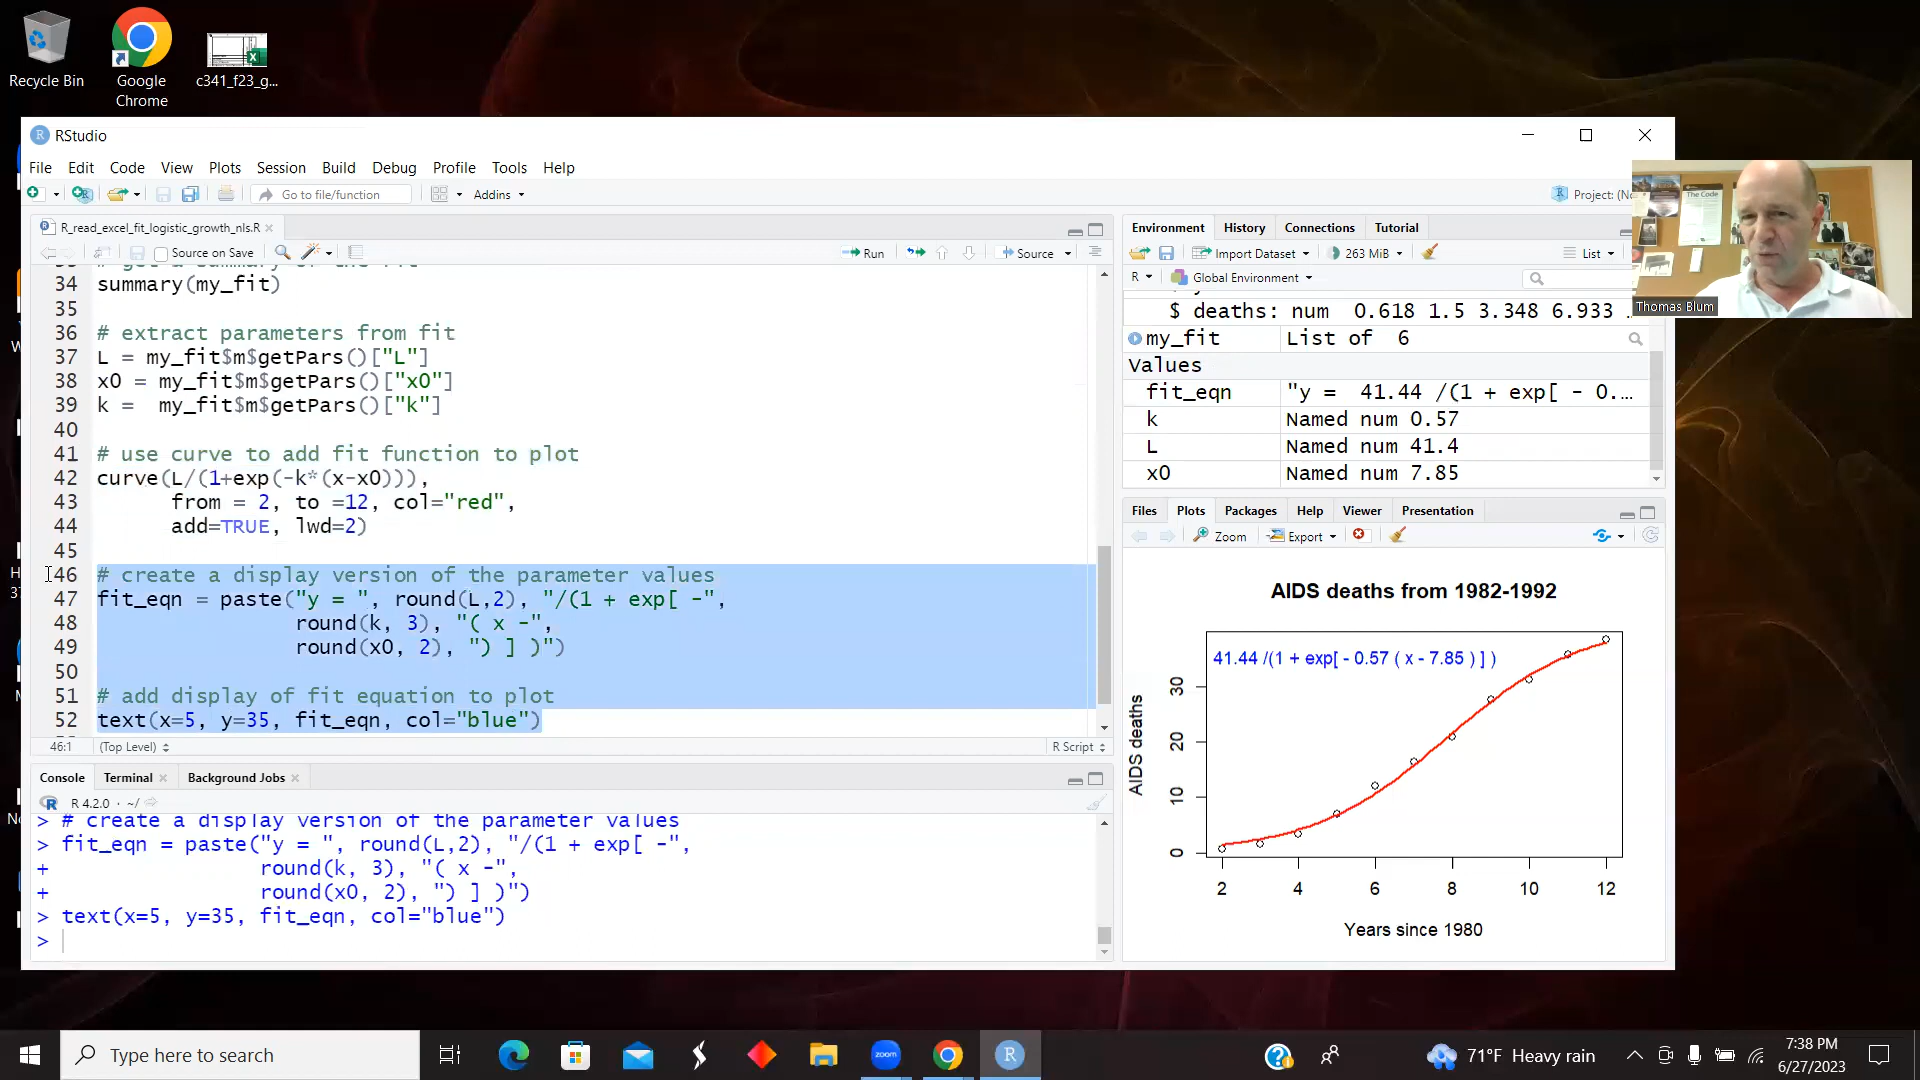 Recycle Bin
Google
Chrome
c341_f23_g...
RStudio
File Edit Code View Plots Session Build Debug Profile Tools Help
Go to file/function
Addins
Project: (No
R_read_excel_fit_logistic_growth_nls.R
Source on Save
Run
Source
34 summary(my_fit)
35
36 # extract parameters from fit
37 L = my_fit$m$getPars()["L"]
38 x0 = my_fit$m$getPars()["x0"]
39 k =  my_fit$m$getPars()["k"]
40
41 # use curve to add fit function to plot
42 curve(L/(1+exp(-k*(x-x0))),
43 from = 2, to =12, col="red",
44 add=TRUE, lwd=2)
45
46 # create a display version of the parameter values
47 fit_eqn = paste("y = ", round(L,2), "/(1 + exp[ -",
48 round(k, 3), "( x -",
49 round(x0, 2), ") ] )")
50
51 # add display of fit equation to plot
52 text(x=5, y=35, fit_eqn, col="blue")
46:1 (Top Level) R Script
Console Terminal Background Jobs
R 4.2.0 · ~/
> # create a display version of the parameter values
> fit_eqn = paste("y = ", round(L,2), "/(1 + exp[ -",
+ round(k, 3), "( x -",
+ round(x0, 2), ") ] )")
> text(x=5, y=35, fit_eqn, col="blue")
>
Environment History Connections Tutorial
Import Dataset 263 MiB List
R Global Environment
$ deaths: num 0.618 1.5 3.348 6.933
my_fit List of 6
Values
fit_eqn "y =  41.44 /(1 + exp[ - 0.…
k Named num 0.57
L Named num 41.4
x0 Named num 7.85
Files Plots Packages Help Viewer Presentation
Zoom Export
AIDS deaths from 1982-1992
41.44 /(1 + exp[ - 0.57 ( x - 7.85 ) ] )
AIDS deaths
30
20
10
0
2 4 6 8 10 12
Years since 1980
The Code
Thomas Blum
Type here to search
zoom
71°F Heavy rain
7:38 PM
6/27/2023